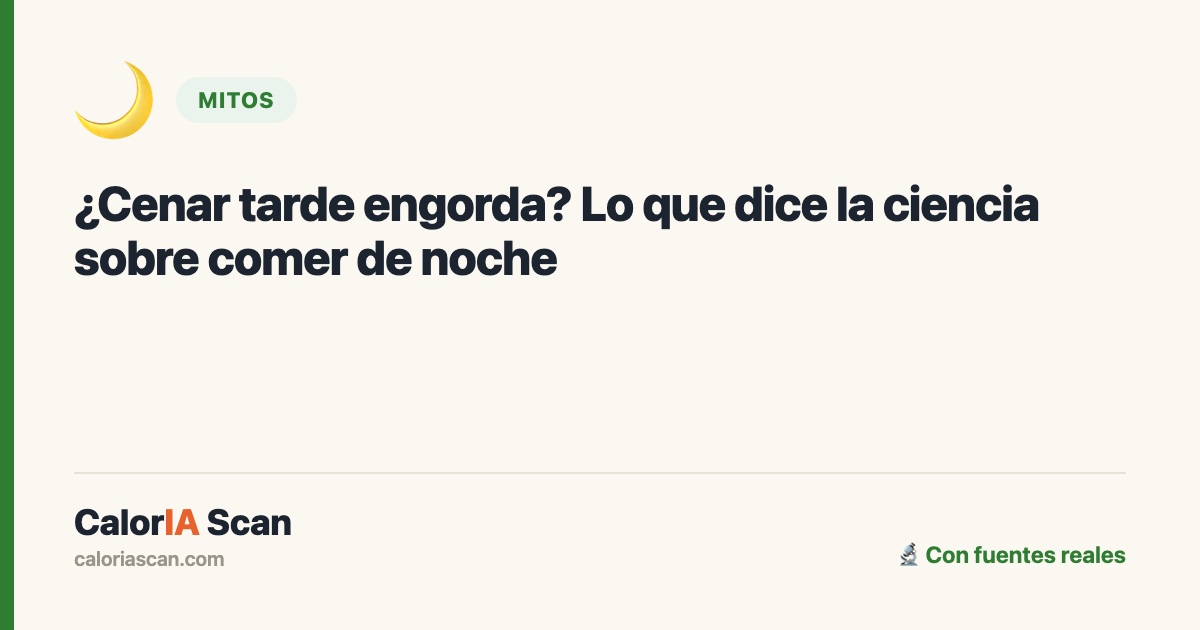 MITOS
¿Cenar tarde engorda? Lo que dice la ciencia
sobre comer de noche
CalorIA Scan
caloriascan.com
Con fuentes reales